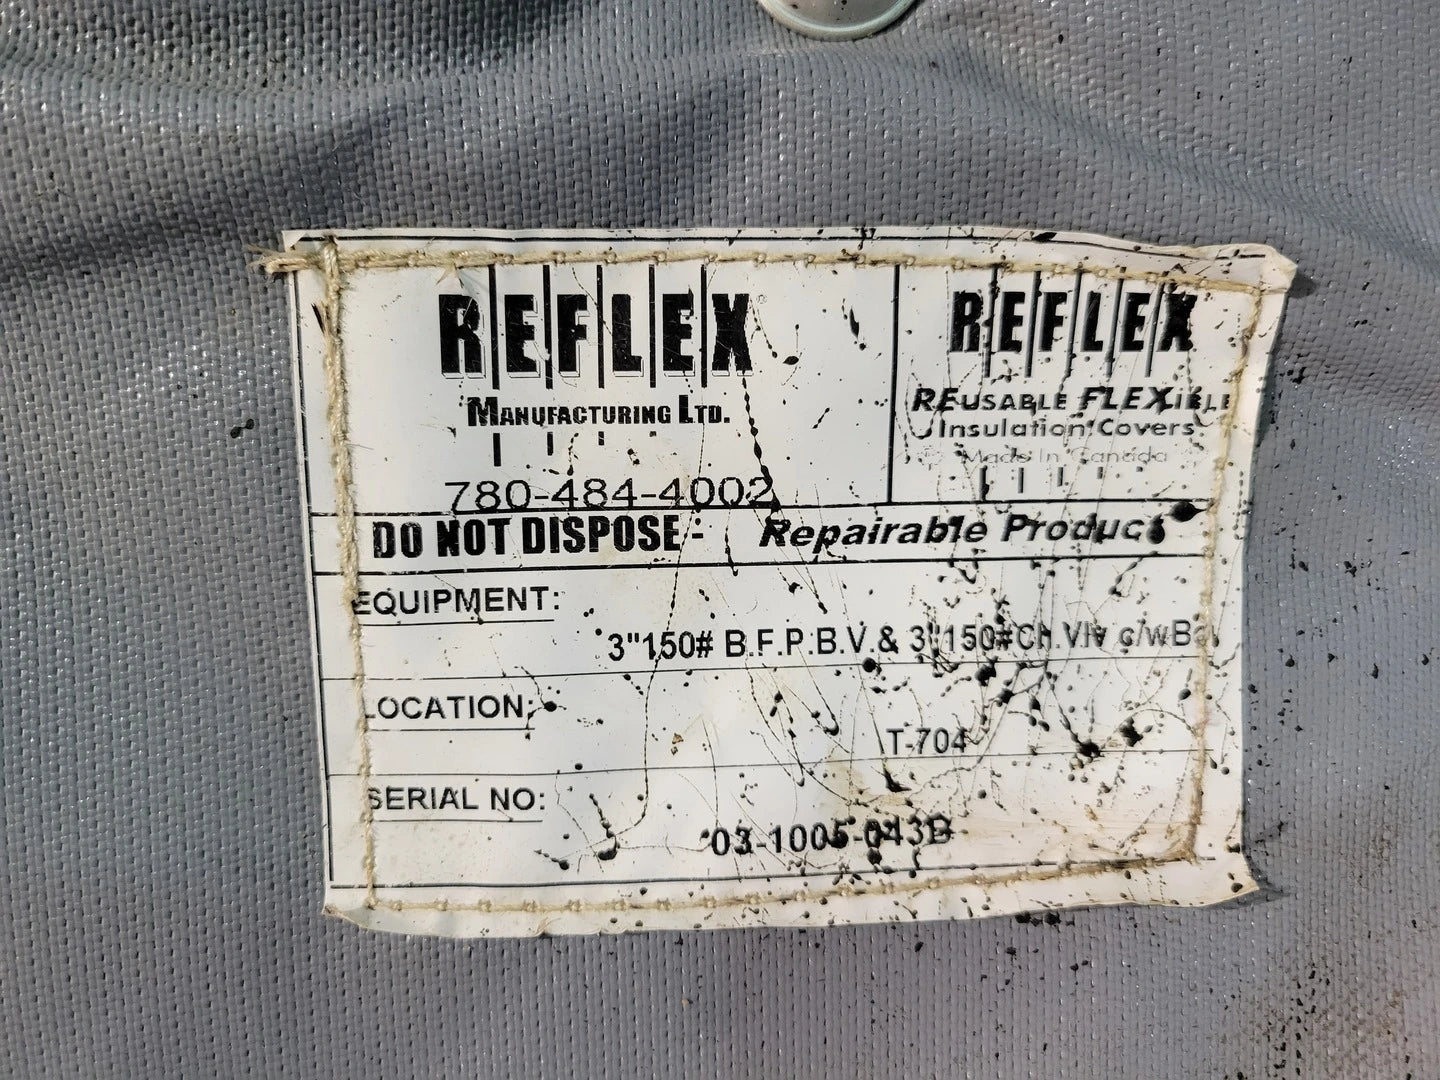 REFLEX®
MANUFACTURING LTD.
780-484-4002
REFLEX
REUSABLE FLEXIBLE
Insulation Covers
Made In Canada
DO NOT DISPOSE - Repairable Product
EQUIPMENT:
3"150# B.F.P.B.V.& 3"150#Ch.Vlv c/w
LOCATION:
T-704
SERIAL NO:
03-1005-043B